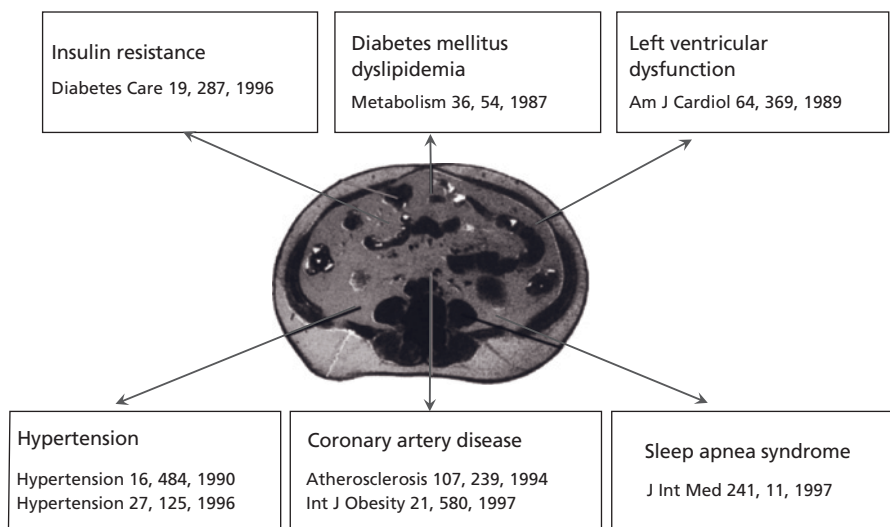 Insulin resistance
Diabetes Care 19, 287, 1996
Diabetes mellitus
dyslipidemia
Metabolism 36, 54, 1987
Left ventricular
dysfunction
Am J Cardiol 64, 369, 1989
Hypertension
Hypertension 16, 484, 1990
Hypertension 27, 125, 1996
Coronary artery disease
Atherosclerosis 107, 239, 1994
Int J Obesity 21, 580, 1997
Sleep apnea syndrome
J Int Med 241, 11, 1997